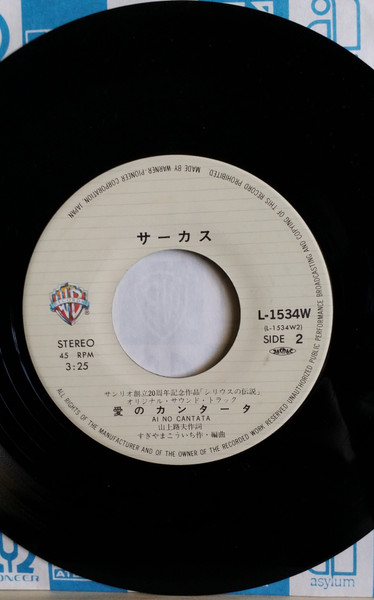 サーカス
L-1534W
(L-1534W2)
STEREO
SIDE 2
45 RPM
3:25
サンリオ創立20周年記念作品「シリウスの伝説」
オリジナル・サウンド・トラック
愛のカンタータ
AI NO CANTATA
山上路夫作詞
すぎやまこういち作・編曲
ALL RIGHTS OF THE MANUFACTURER AND OF THE OWNER OF THE RECORDED WORK RESERVED UNAUTHORIZED PUBLIC PERFORMANCE BROADCASTING AND COPYING OF THIS RECORD PROHIBITED MADE BY WARNER-PIONEER CORPORATION JAPAN
PIONEER
asylum